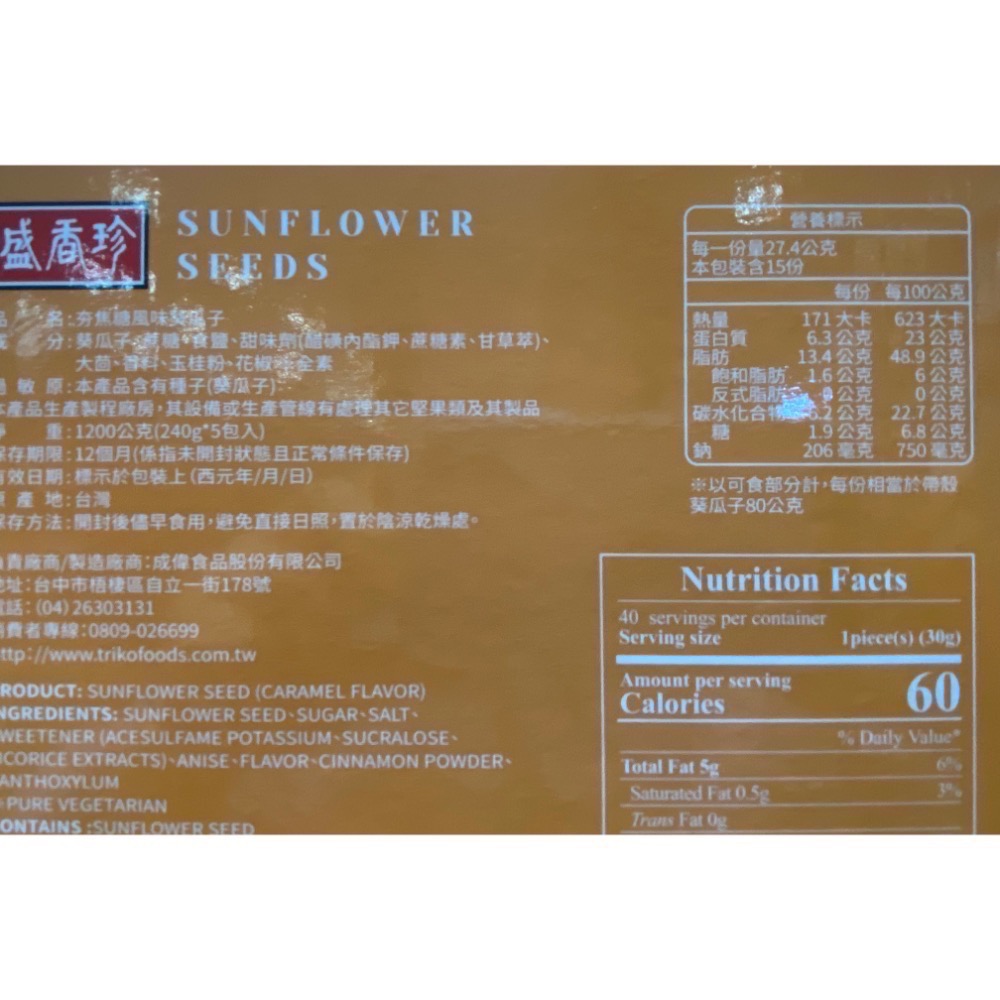 盛香珍
SUNFLOWER
SEEDS
名:夯焦糖風味葵瓜子
分:葵瓜子、蔗糖、食鹽、甜味劑(醋磺內酯鉀、蔗糖素、甘草萃)、
大茴、香料、玉桂粉、花椒 全素
敏 原:本產品含有種子(葵瓜子)
本產品生產製程廠房,其設備或生產管線有處理其它堅果類及其製品
重:1200公克(240g*5包入)
保存期限:12個月(係指未開封狀態且正常條件保存)
有效日期:標示於包裝上(西元年/月/日)
產 地:台灣
保存方法:開封後儘早食用,避免直接日照,置於陰涼乾燥處。
責廠商/製造廠商:成偉食品股份有限公司
地址:台中市梧棲區自立一街178號
電話:(04)26303131
消費者專線:0809-026699
ttp://www.trikofoods.com.tw
RODUCT: SUNFLOWER SEED (CARAMEL FLAVOR)
NGREDIENTS: SUNFLOWER SEED、SUGAR、SALT、
WEETENER (ACESULFAME POTASSIUM、SUCRALOSE、
ICORICE EXTRACTS)、ANISE、FLAVOR、CINNAMON POWDER、
ANTHOXYLUM
PURE VEGETARIAN
ONTAINS :SUNFLOWER SEED
營養標示
每一份量27.4公克
本包裝含15份
每份 每100公克
熱量 171 大卡 623 大卡
蛋白質 6.3 公克 23 公克
脂肪 13.4 公克 48.9 公克
飽和脂肪 1.6 公克 6 公克
反式脂肪 0 公克 0 公克
碳水化合物 6.2 公克 22.7 公克
糖 1.9 公克 6.8 公克
鈉 206 毫克 750 毫克
※以可食部分計,每份相當於帶殼
葵瓜子80公克
Nutrition Facts
40 servings per container
Serving size 1piece(s) (30g)
Amount per serving
Calories 60
% Daily Value*
Total Fat 5g 6%
Saturated Fat 0.5g 3%
Trans Fat 0g